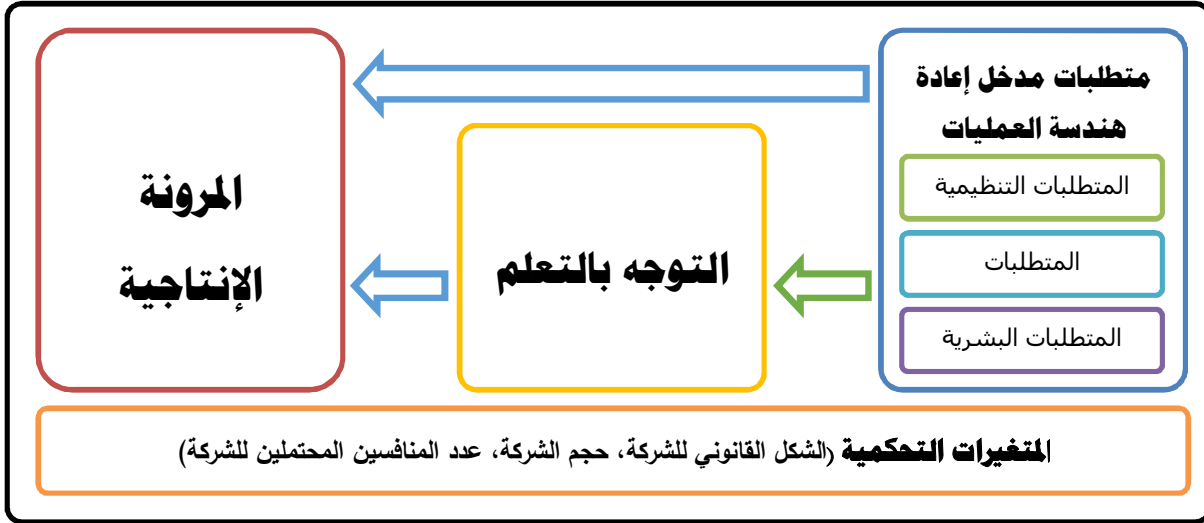 متطلبات مدخل إعادة
هندسة العمليات
المتطلبات التنظيمية
المتطلبات
المتطلبات البشرية
التوجه بالتعلم
المرونة
الإنتاجية
المتغيرات التحكمية (الشكل القانوني للشركة، حجم الشركة، عدد المنافسين المحتملين للشركة)